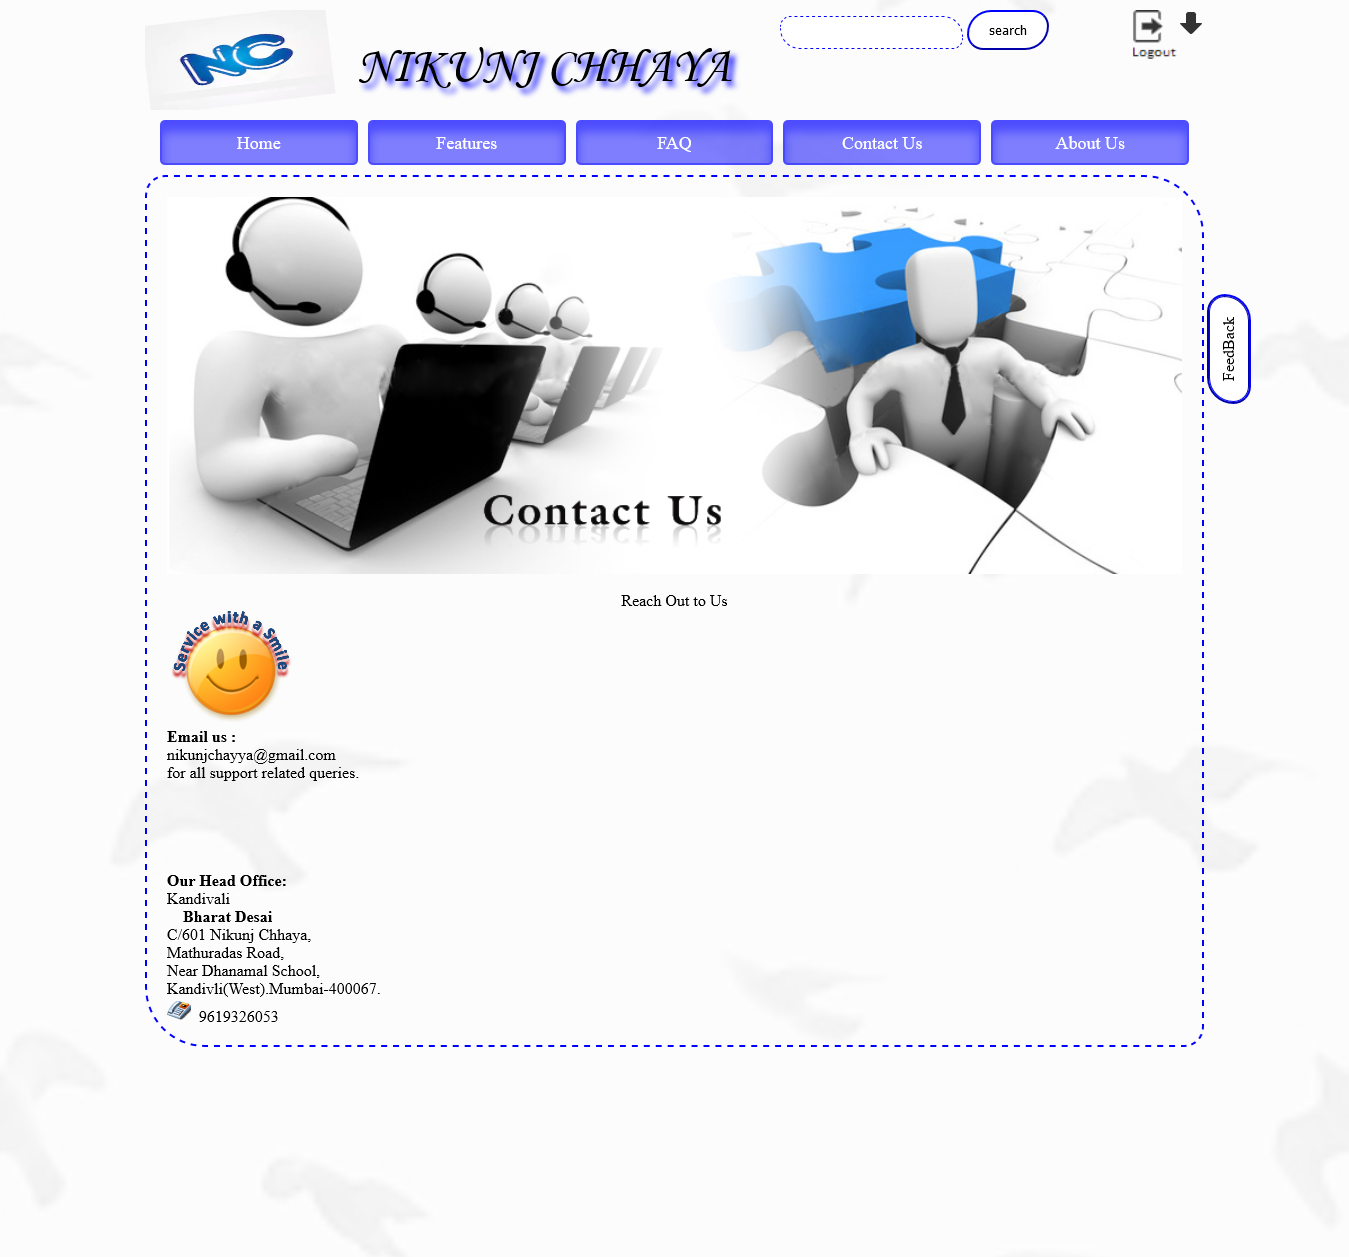 NC
NIKUNJ CHHAYA
search
Logout
Home
Features
FAQ
Contact Us
About Us
FeedBack
Contact Us
Reach Out to Us
Service with a Smile
Email us :
nikunjchayya@gmail.com
for all support related queries.
Our Head Office:
Kandivali
Bharat Desai
C/601 Nikunj Chhaya,
Mathuradas Road,
Near Dhanamal School,
Kandivli(West).Mumbai-400067.
9619326053